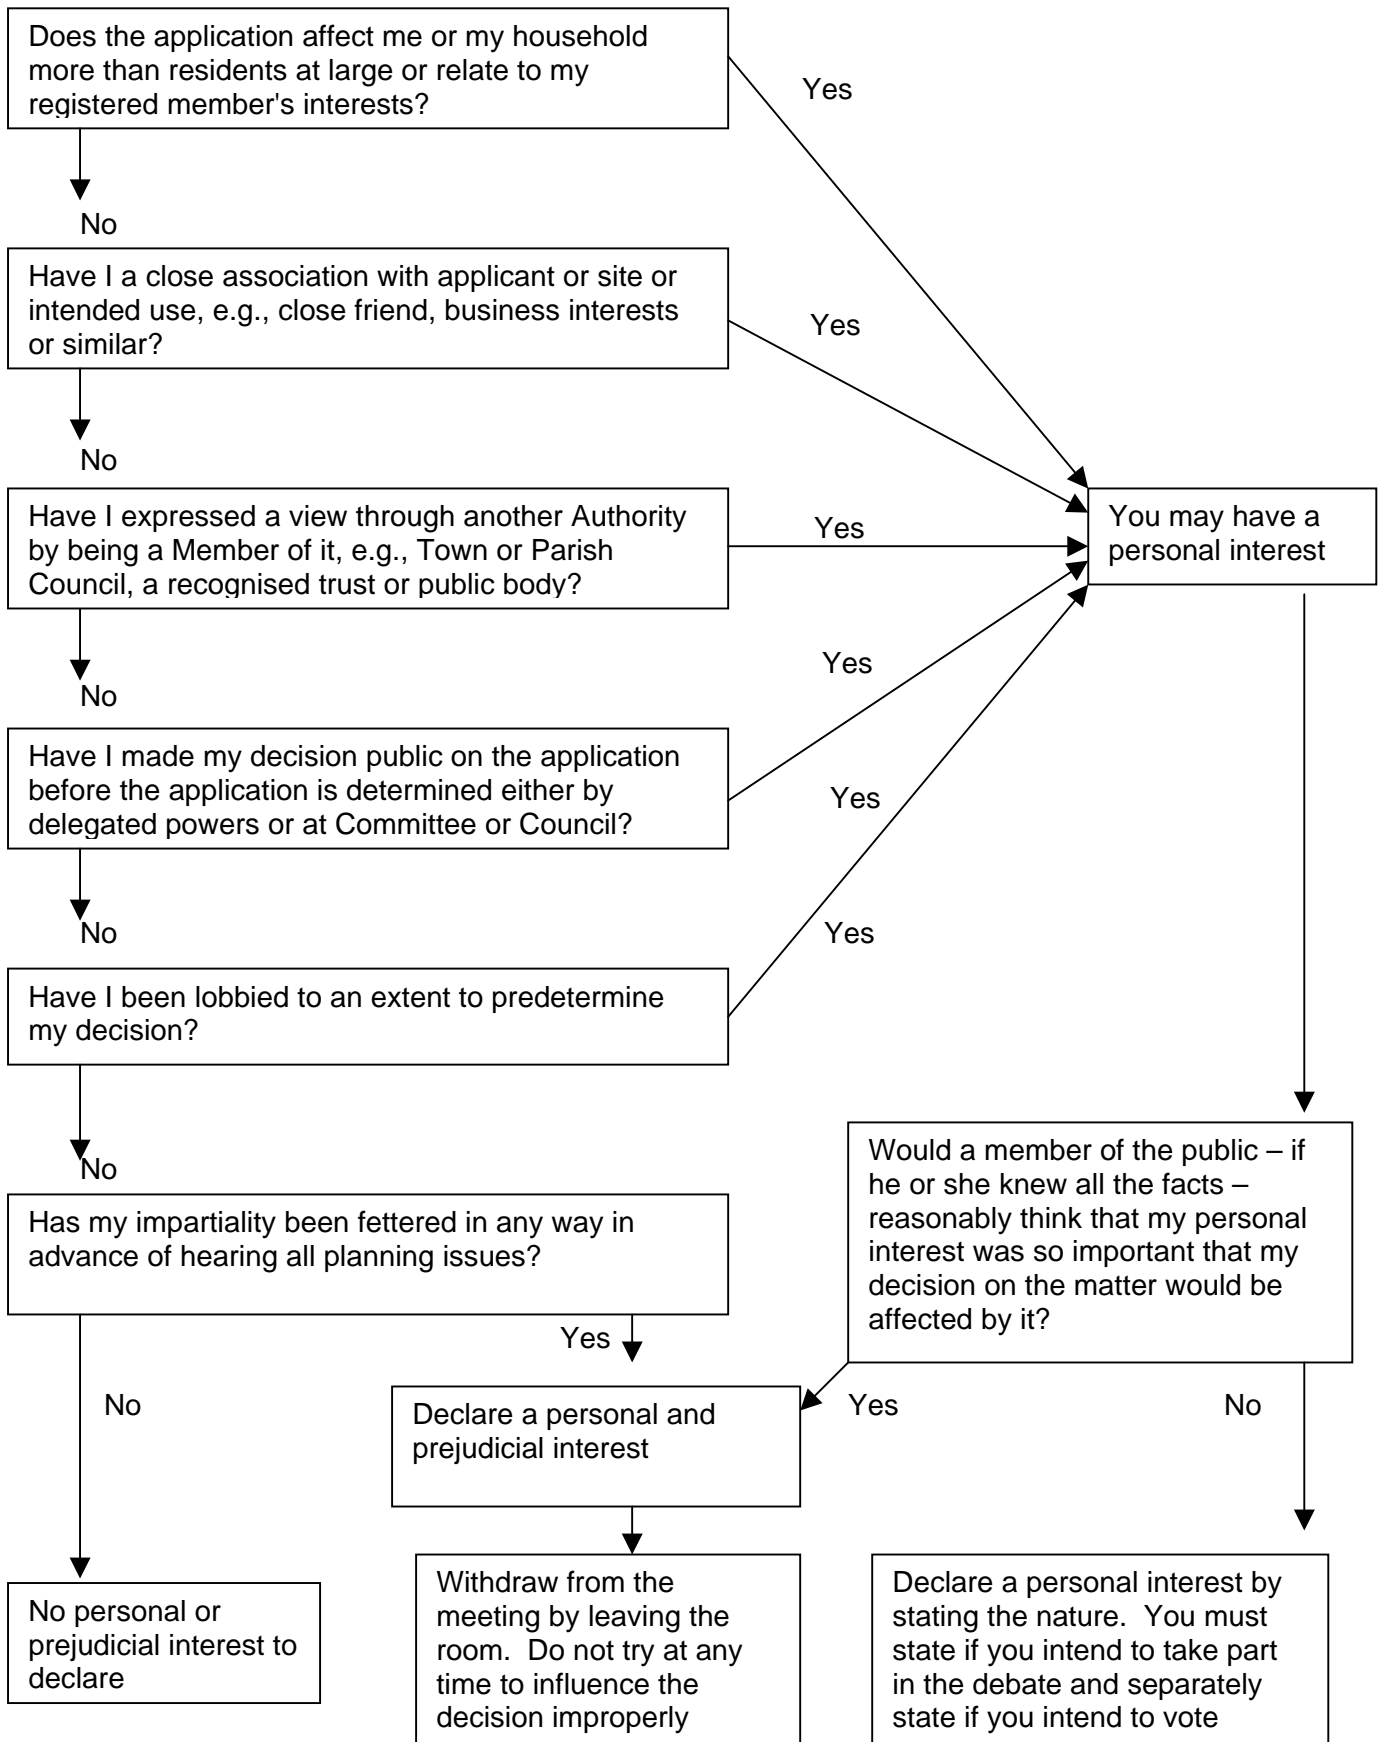 Does the application affect me or my household
more than residents at large or relate to my
registered member's interests?
Yes
No
Have I a close association with applicant or site or
intended use, e.g., close friend, business interests
or similar?
Yes
No
Have I expressed a view through another Authority
by being a Member of it, e.g., Town or Parish
Council, a recognised trust or public body?
Yes
You may have a
personal interest
No
Yes
Have I made my decision public on the application
before the application is determined either by
delegated powers or at Committee or Council?
Yes
No
Yes
Have I been lobbied to an extent to predetermine
my decision?
No
Has my impartiality been fettered in any way in
advance of hearing all planning issues?
Would a member of the public – if
he or she knew all the facts –
reasonably think that my personal
interest was so important that my
decision on the matter would be
affected by it?
Yes
No
Declare a personal and
prejudicial interest
Yes
No
No personal or
prejudicial interest to
declare
Withdraw from the
meeting by leaving the
room.  Do not try at any
time to influence the
decision improperly
Declare a personal interest by
stating the nature.  You must
state if you intend to take part
in the debate and separately
state if you intend to vote